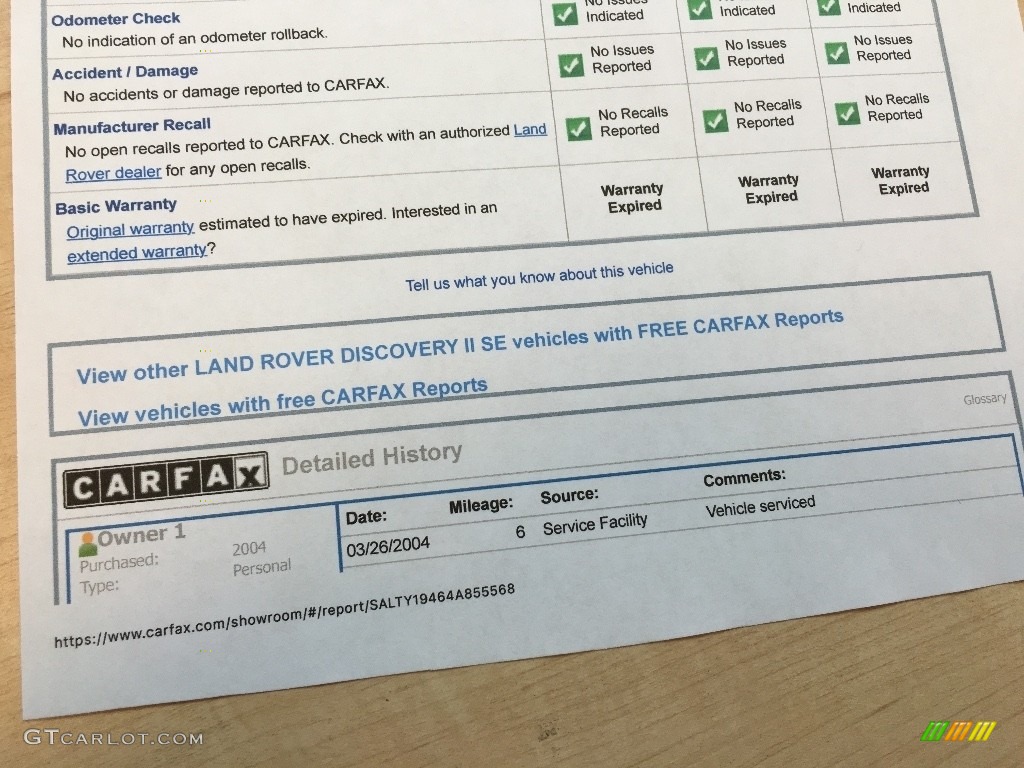 Odometer Check
No indication of an odometer rollback.
No Issues Indicated
Indicated
Indicated
Accident / Damage
No accidents or damage reported to CARFAX.
No Issues Reported
No Issues Reported
No Issues Reported
Manufacturer Recall
No open recalls reported to CARFAX. Check with an authorized Land
Rover dealer for any open recalls.
No Recalls Reported
No Recalls Reported
No Recalls Reported
Basic Warranty
Original warranty estimated to have expired. Interested in an
extended warranty?
Warranty Expired
Warranty Expired
Warranty Expired
Tell us what you know about this vehicle
View other LAND ROVER DISCOVERY II SE vehicles with FREE CARFAX Reports
View vehicles with free CARFAX Reports
Glossary
CARFAX Detailed History
Owner 1
Purchased: 2004
Type: Personal
Date: Mileage: Source: Comments:
03/26/2004 6 Service Facility Vehicle serviced
https://www.carfax.com/showroom/#/report/SALTY19464A855568
GTCARLOT.COM